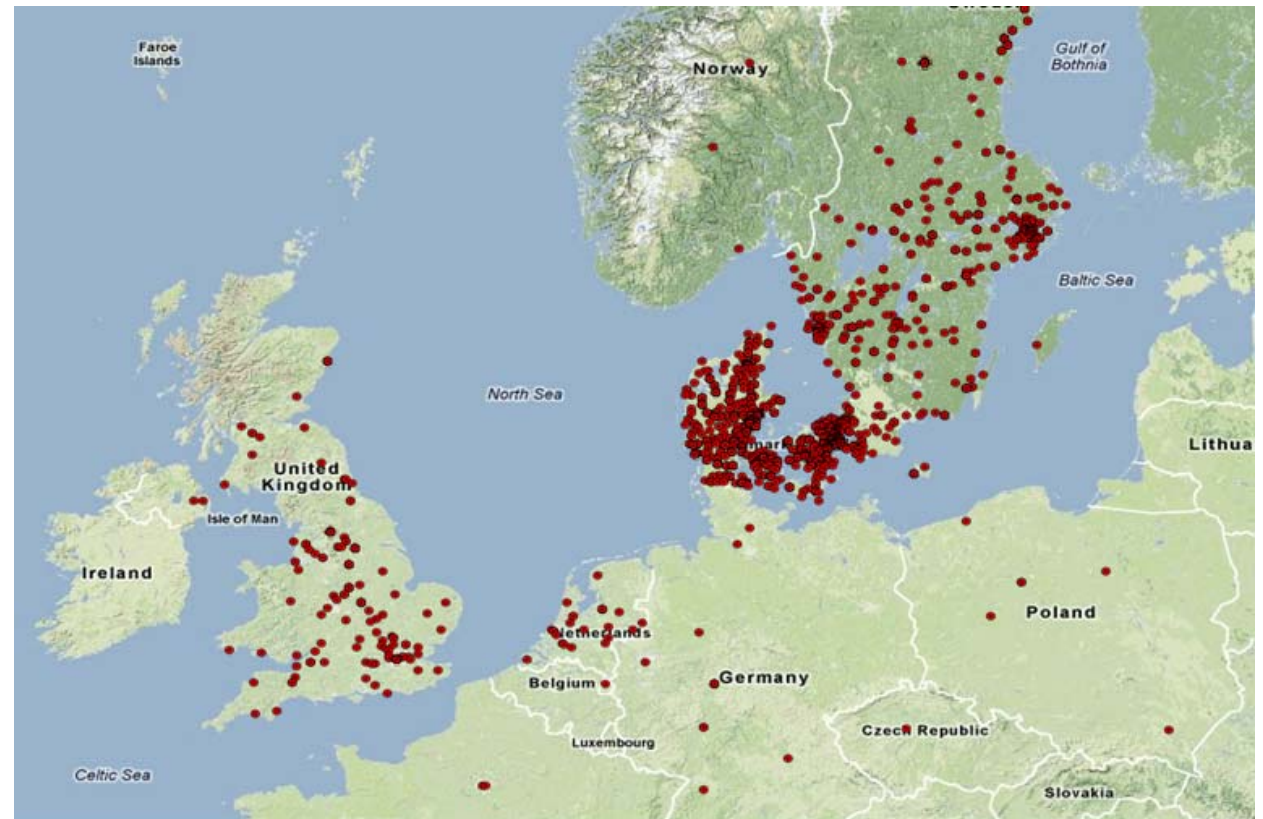 Faroe
Islands
Norway
Gulf of
Bothnia
Baltic Sea
North Sea
Lithua
United
Kingdom
Isle of Man
Ireland
Netherlands
Poland
Belgium
Germany
Czech Republic
Luxembourg
Celtic Sea
Slovakia